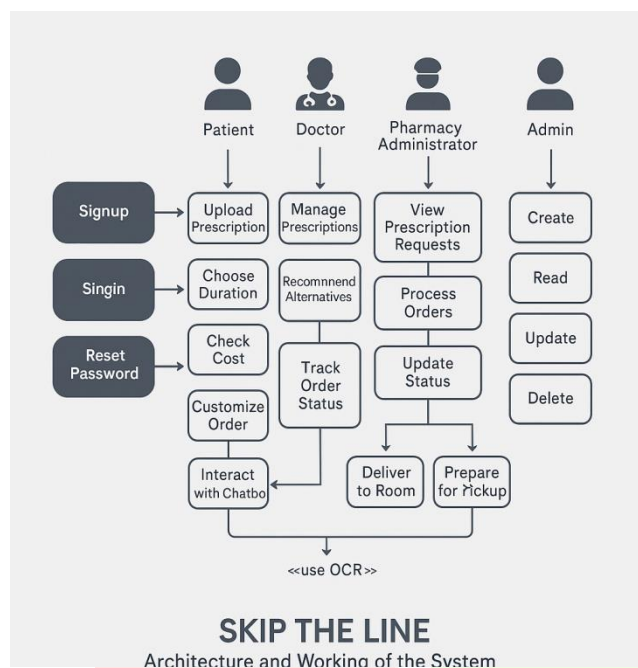 Patient
Doctor
Pharmacy
Administrator
Admin
Signup
Singin
Reset
Password
Upload
Prescription
Choose
Duration
Check
Cost
Customize
Order
Interact
with Chatbo
Manage
Prescriptions
Recomnnend
Alternatives
Track
Order
Status
View
Prescription
Requests
Process
Orders
Update
Status
Deliver
to Room
Prepare
for Pickup
Create
Read
Update
Delete
«use OCR»
SKIP THE LINE
Architecture and Working of the System